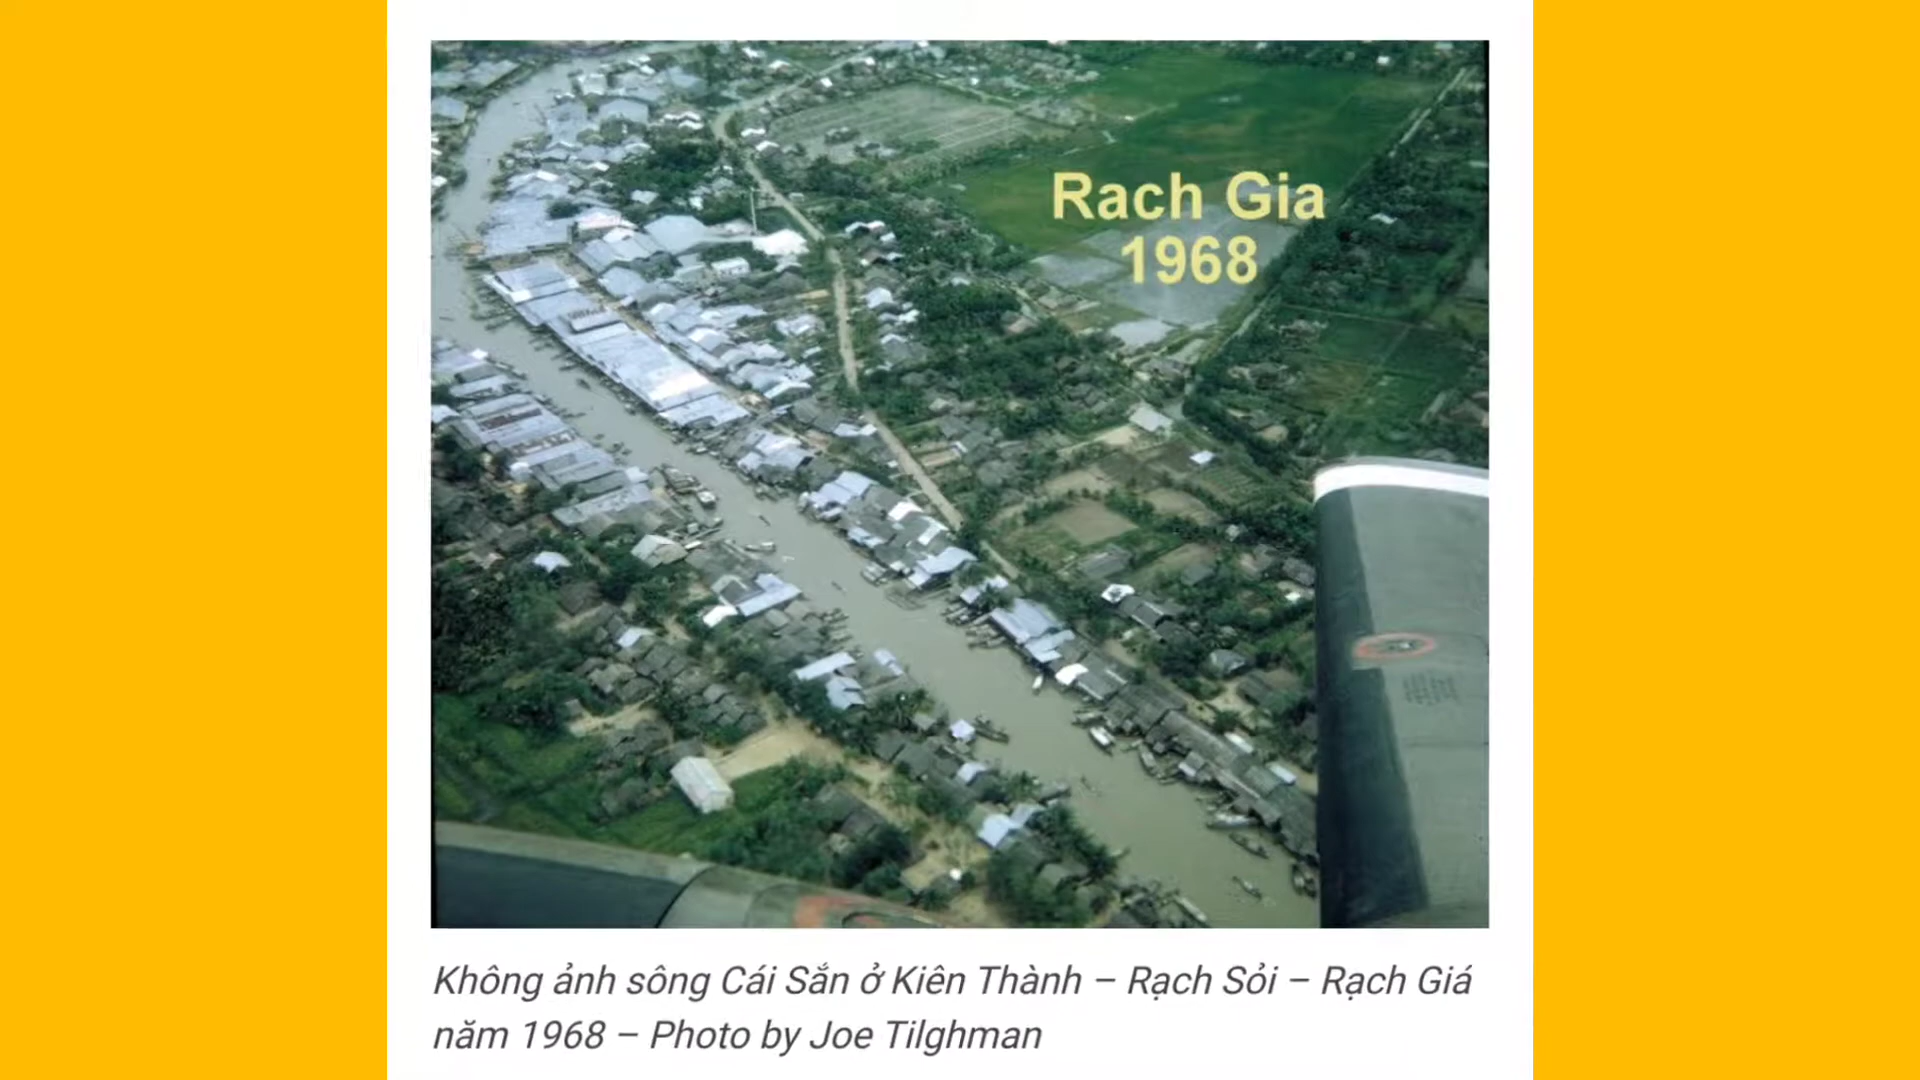 Rach Gia
1968
Không ảnh sông Cái Sắn ở Kiên Thành – Rạch Sỏi – Rạch Giá
năm 1968 – Photo by Joe Tilghman